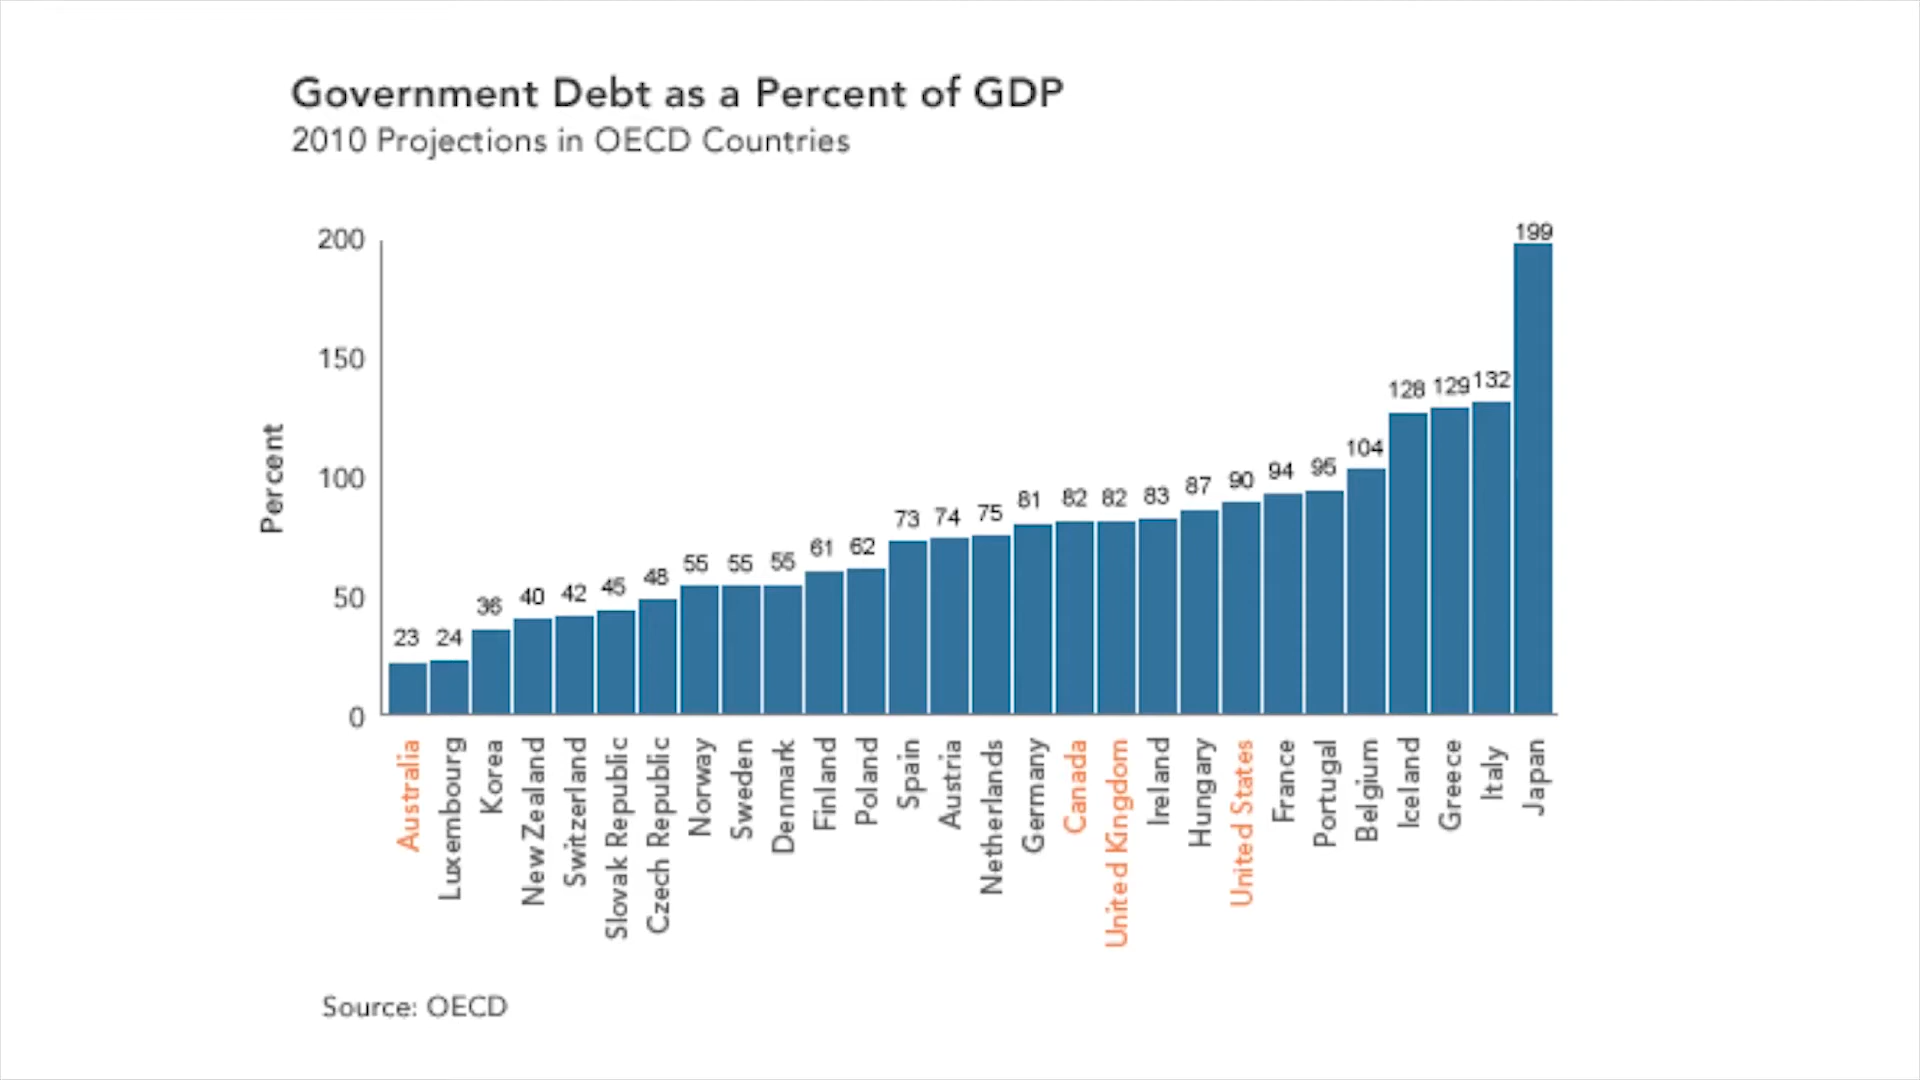 Government Debt as a Percent of GDP
2010 Projections in OECD Countries
Percent
200
150
100
50
0
23 24 36 40 42 45 48 55 55 55 61 62 73 74 75 81 82 82 83 87 90 94 95 104 128 129 132 199
Australia
Luxembourg
Korea
New Zealand
Switzerland
Slovak Republic
Czech Republic
Norway
Sweden
Denmark
Finland
Poland
Spain
Austria
Netherlands
Germany
Canada
United Kingdom
Ireland
Hungary
United States
France
Portugal
Belgium
Iceland
Greece
Italy
Japan
Source: OECD